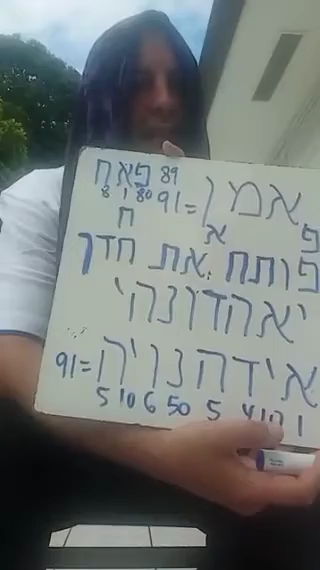 אמן =91 89 פאח
8 1 80
פ א ח
פותח את
יאהדונהי
אידהנויה =91
5 10 6 50 5 4 10 1